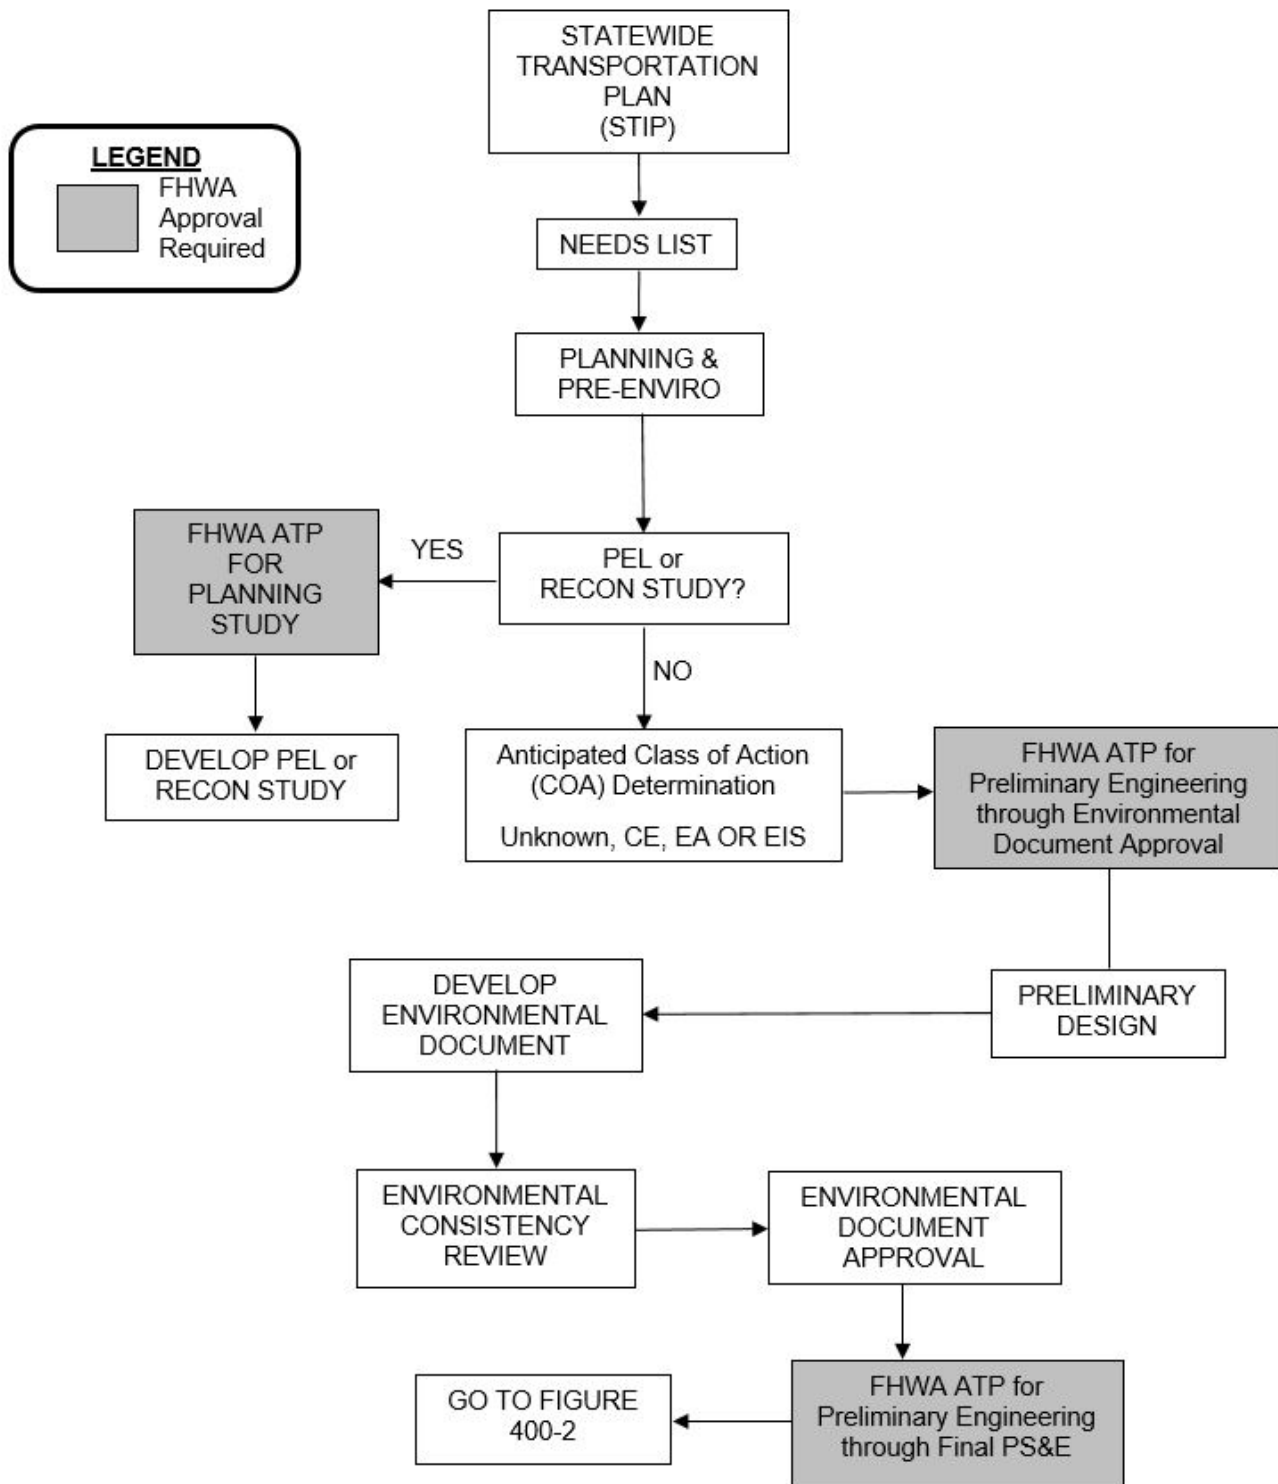 STATEWIDE
TRANSPORTATION
PLAN
(STIP)
LEGEND
FHWA
Approval
Required
NEEDS LIST
PLANNING &
PRE-ENVIRO
FHWA ATP
FOR
PLANNING
STUDY
YES
PEL or
RECON STUDY?
NO
DEVELOP PEL or
RECON STUDY
Anticipated Class of Action
(COA) Determination
Unknown, CE, EA OR EIS
FHWA ATP for
Preliminary Engineering
through Environmental
Document Approval
PRELIMINARY
DESIGN
DEVELOP
ENVIRONMENTAL
DOCUMENT
ENVIRONMENTAL
CONSISTENCY
REVIEW
ENVIRONMENTAL
DOCUMENT
APPROVAL
FHWA ATP for
Preliminary Engineering
through Final PS&E
GO TO FIGURE
400-2